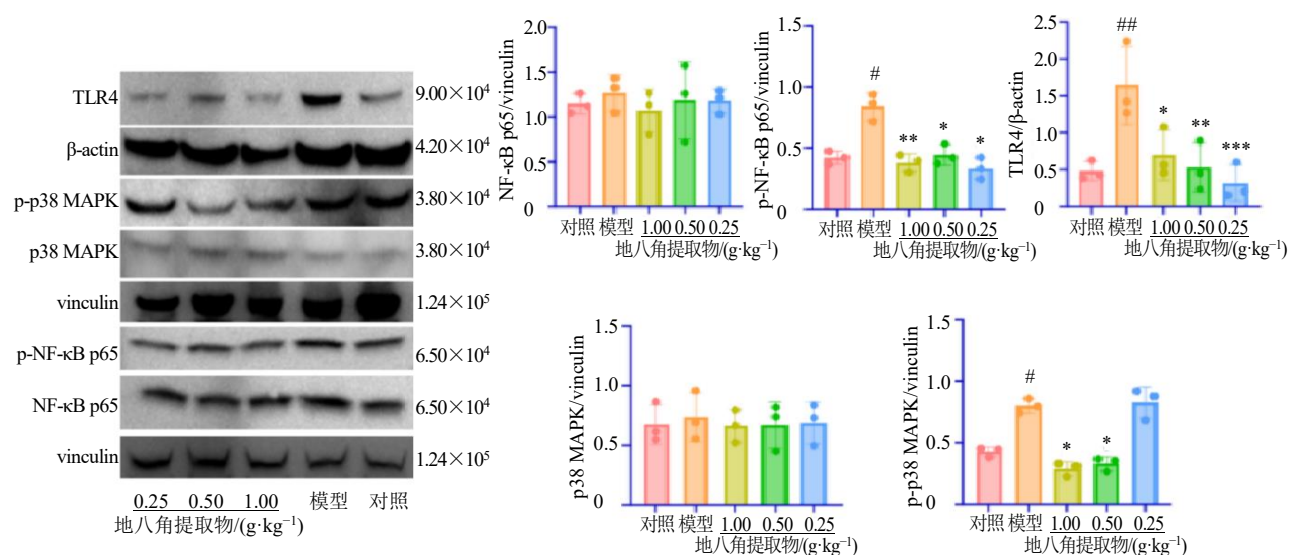 TLR4
9.00×10⁴
β-actin
4.20×10⁴
p-p38 MAPK
3.80×10⁴
p38 MAPK
3.80×10⁴
vinculin
1.24×10⁵
p-NF-κB p65
6.50×10⁴
NF-κB p65
6.50×10⁴
vinculin
1.24×10⁵
0.25 0.50 1.00 模型 对照
地八角提取物/(g·kg⁻¹)
NF-κB p65/vinculin
2.0
1.5
1.0
0.5
0
对照 模型 1.00 0.50 0.25
地八角提取物/(g·kg⁻¹)
p-NF-κB p65/vinculin
1.5
1.0
0.5
0
# ** * *
对照 模型 1.00 0.50 0.25
地八角提取物/(g·kg⁻¹)
TLR4/β-actin
2.5
2.0
1.5
1.0
0.5
0
## * ** ***
对照 模型 1.00 0.50 0.25
地八角提取物/(g·kg⁻¹)
p38 MAPK/vinculin
1.5
1.0
0.5
0
对照 模型 1.00 0.50 0.25
地八角提取物/(g·kg⁻¹)
p-p38 MAPK/vinculin
1.5
1.0
0.5
0
# * *
对照 模型 1.00 0.50 0.25
地八角提取物/(g·kg⁻¹)